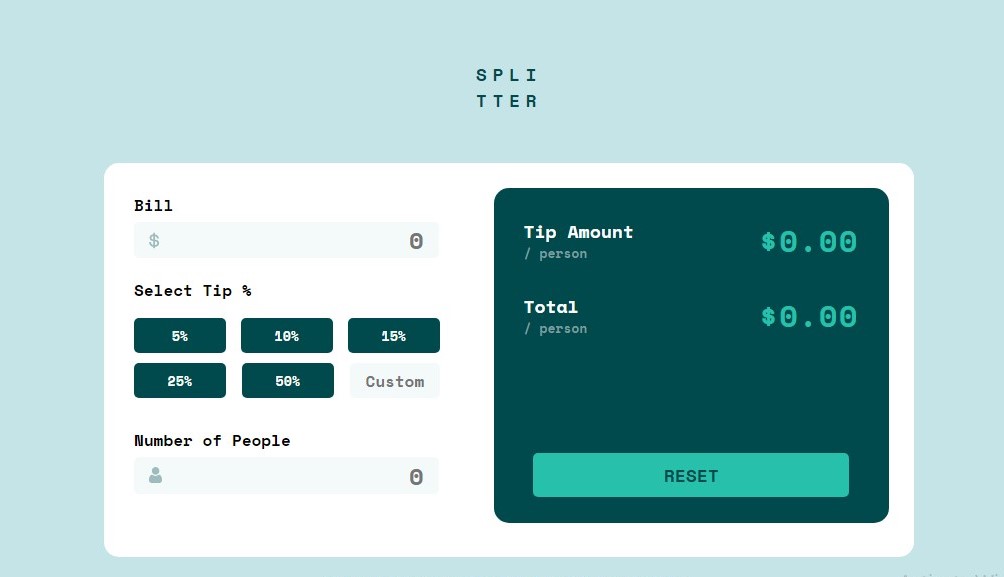 SPLI
TTER
Bill
$ 0
Select Tip %
5% 10% 15%
25% 50% Custom
Number of People
0
Tip Amount
/ person
$0.00
Total
/ person
$0.00
RESET